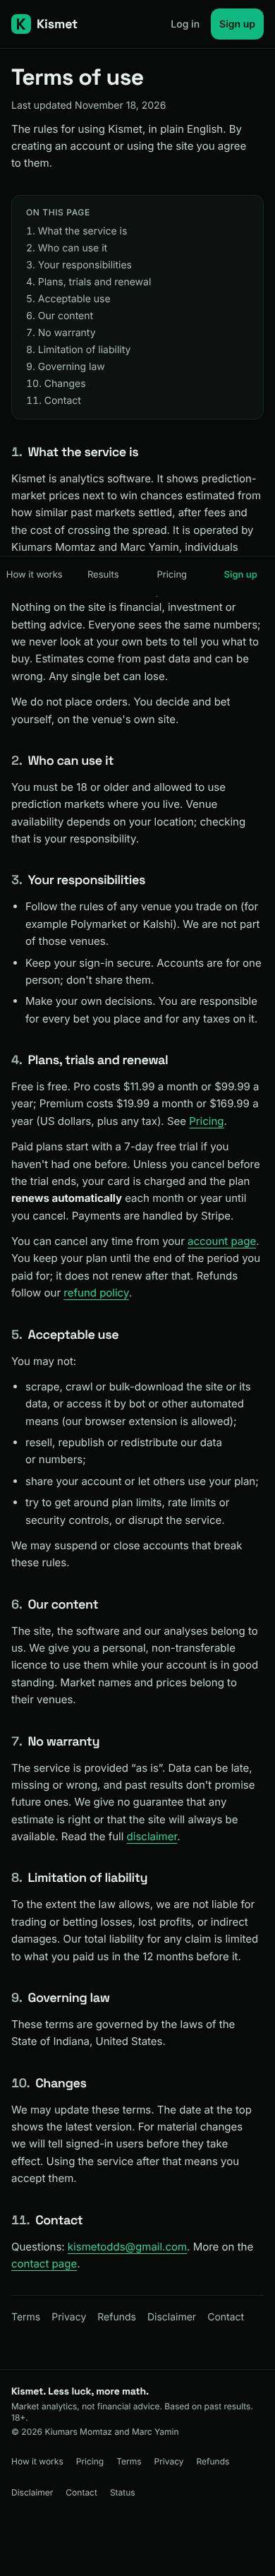 Kismet
Log in
Sign up
Terms of use
Last updated November 18, 2026
The rules for using Kismet, in plain English. By
creating an account or using the site you agree
to them.
ON THIS PAGE
1. What the service is
2. Who can use it
3. Your responsibilities
4. Plans, trials and renewal
5. Acceptable use
6. Our content
7. No warranty
8. Limitation of liability
9. Governing law
10. Changes
11. Contact
1. What the service is
Kismet is analytics software. It shows prediction-
market prices next to win chances estimated from
how similar past markets settled, after fees and
the cost of crossing the spread. It is operated by
Kiumars Momtaz and Marc Yamin, individuals
How it works
Results
Pricing
Sign up
Nothing on the site is financial, investment or
betting advice. Everyone sees the same numbers;
we never look at your own bets to tell you what to
buy. Estimates come from past data and can be
wrong. Any single bet can lose.
We do not place orders. You decide and bet
yourself, on the venue's own site.
2. Who can use it
You must be 18 or older and allowed to use
prediction markets where you live. Venue
availability depends on your location; checking
that is your responsibility.
3. Your responsibilities
• Follow the rules of any venue you trade on (for
example Polymarket or Kalshi). We are not part
of those venues.
• Keep your sign-in secure. Accounts are for one
person; don't share them.
• Make your own decisions. You are responsible
for every bet you place and for any taxes on it.
4. Plans, trials and renewal
Free is free. Pro costs $11.99 a month or $99.99 a
year; Premium costs $19.99 a month or $169.99 a
year (US dollars, plus any tax). See Pricing.
Paid plans start with a 7-day free trial if you
haven't had one before. Unless you cancel before
the trial ends, your card is charged and the plan
renews automatically each month or year until
you cancel. Payments are handled by Stripe.
You can cancel any time from your account page.
You keep your plan until the end of the period you
paid for; it does not renew after that. Refunds
follow our refund policy.
5. Acceptable use
You may not:
• scrape, crawl or bulk-download the site or its
data, or access it by bot or other automated
means (our browser extension is allowed);
• resell, republish or redistribute our data
or numbers;
• share your account or let others use your plan;
• try to get around plan limits, rate limits or
security controls, or disrupt the service.
We may suspend or close accounts that break
these rules.
6. Our content
The site, the software and our analyses belong to
us. We give you a personal, non-transferable
licence to use them while your account is in good
standing. Market names and prices belong to
their venues.
7. No warranty
The service is provided “as is”. Data can be late,
missing or wrong, and past results don't promise
future ones. We give no guarantee that any
estimate is right or that the site will always be
available. Read the full disclaimer.
8. Limitation of liability
To the extent the law allows, we are not liable for
trading or betting losses, lost profits, or indirect
damages. Our total liability for any claim is limited
to what you paid us in the 12 months before it.
9. Governing law
These terms are governed by the laws of the
State of Indiana, United States.
10. Changes
We may update these terms. The date at the top
shows the latest version. For material changes
we will tell signed-in users before they take
effect. Using the service after that means you
accept them.
11. Contact
Questions: kismetodds@gmail.com. More on the
contact page.
Terms Privacy Refunds Disclaimer Contact
Kismet. Less luck, more math.
Market analytics, not financial advice. Based on past results.
18+.
© 2026 Kiumars Momtaz and Marc Yamin
How it works Pricing Terms Privacy Refunds
Disclaimer Contact Status